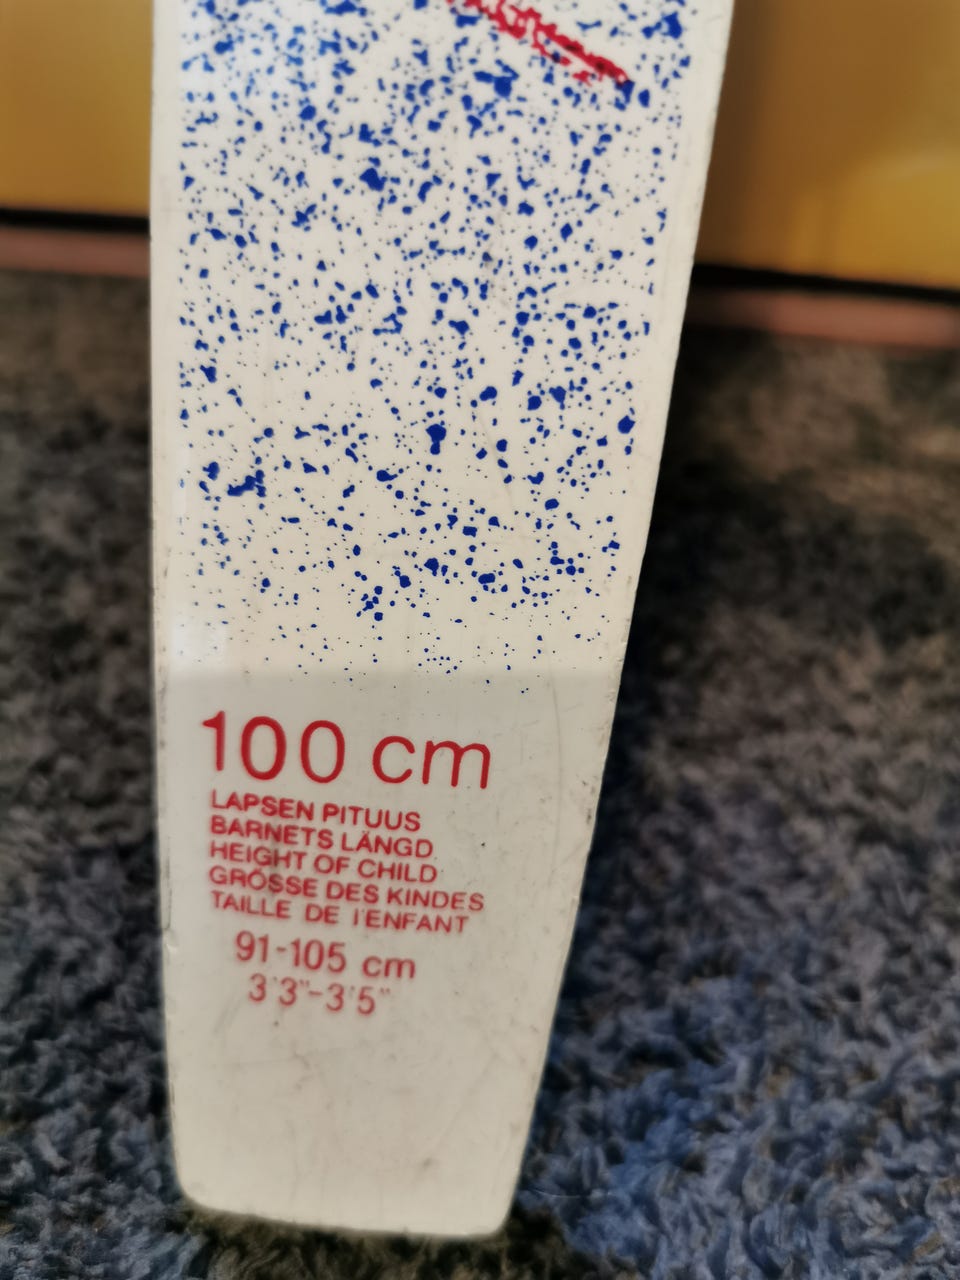 100 cm
LAPSEN PITUUS
BARNETS LÄNGD
HEIGHT OF CHILD
GRÖSSE DES KINDES
TAILLE DE l'ENFANT
91-105 cm
3'3"-3'5"